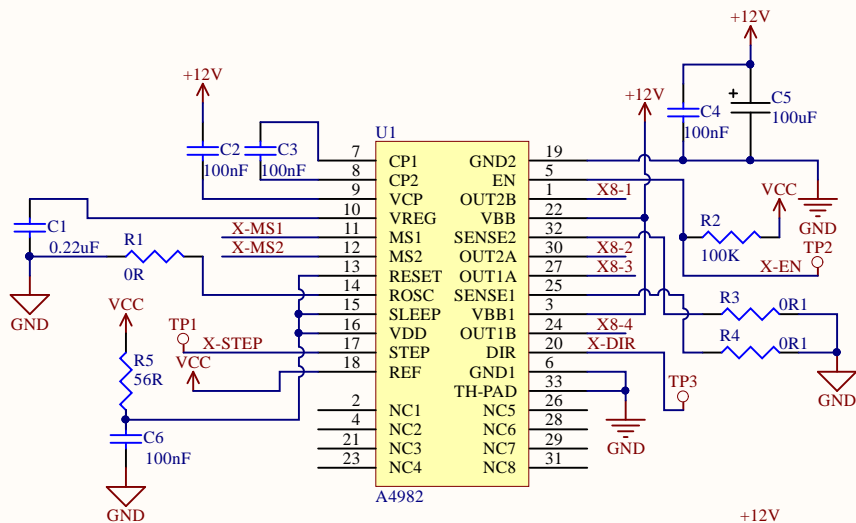 +12V
+12V
+12V
C4
100nF
C5
100uF
+
U1
C2
100nF
C3
100nF
7 CP1
8 CP2
9 VCP
10 VREG
11 MS1
12 MS2
13 RESET
14 ROSC
15 SLEEP
16 VDD
17 STEP
18 REF
2 NC1
4 NC2
21 NC3
23 NC4
GND2 19
EN 5
OUT2B 1
VBB 22
SENSE2 32
OUT2A 30
OUT1A 27
SENSE1 25
VBB1 3
OUT1B 24
DIR 20
GND1 6
TH-PAD 33
NC5 26
NC6 28
NC7 29
NC8 31
A4982
C1
0.22uF
X-MS1
X-MS2
R1
0R
GND
VCC
TP1
X-STEP
VCC
R5
56R
C6
100nF
GND
X8-1
X8-2
X8-3
X8-4
X-DIR
VCC
GND
R2
100K
TP2
X-EN
R3
0R1
R4
0R1
GND
TP3
GND
+12V